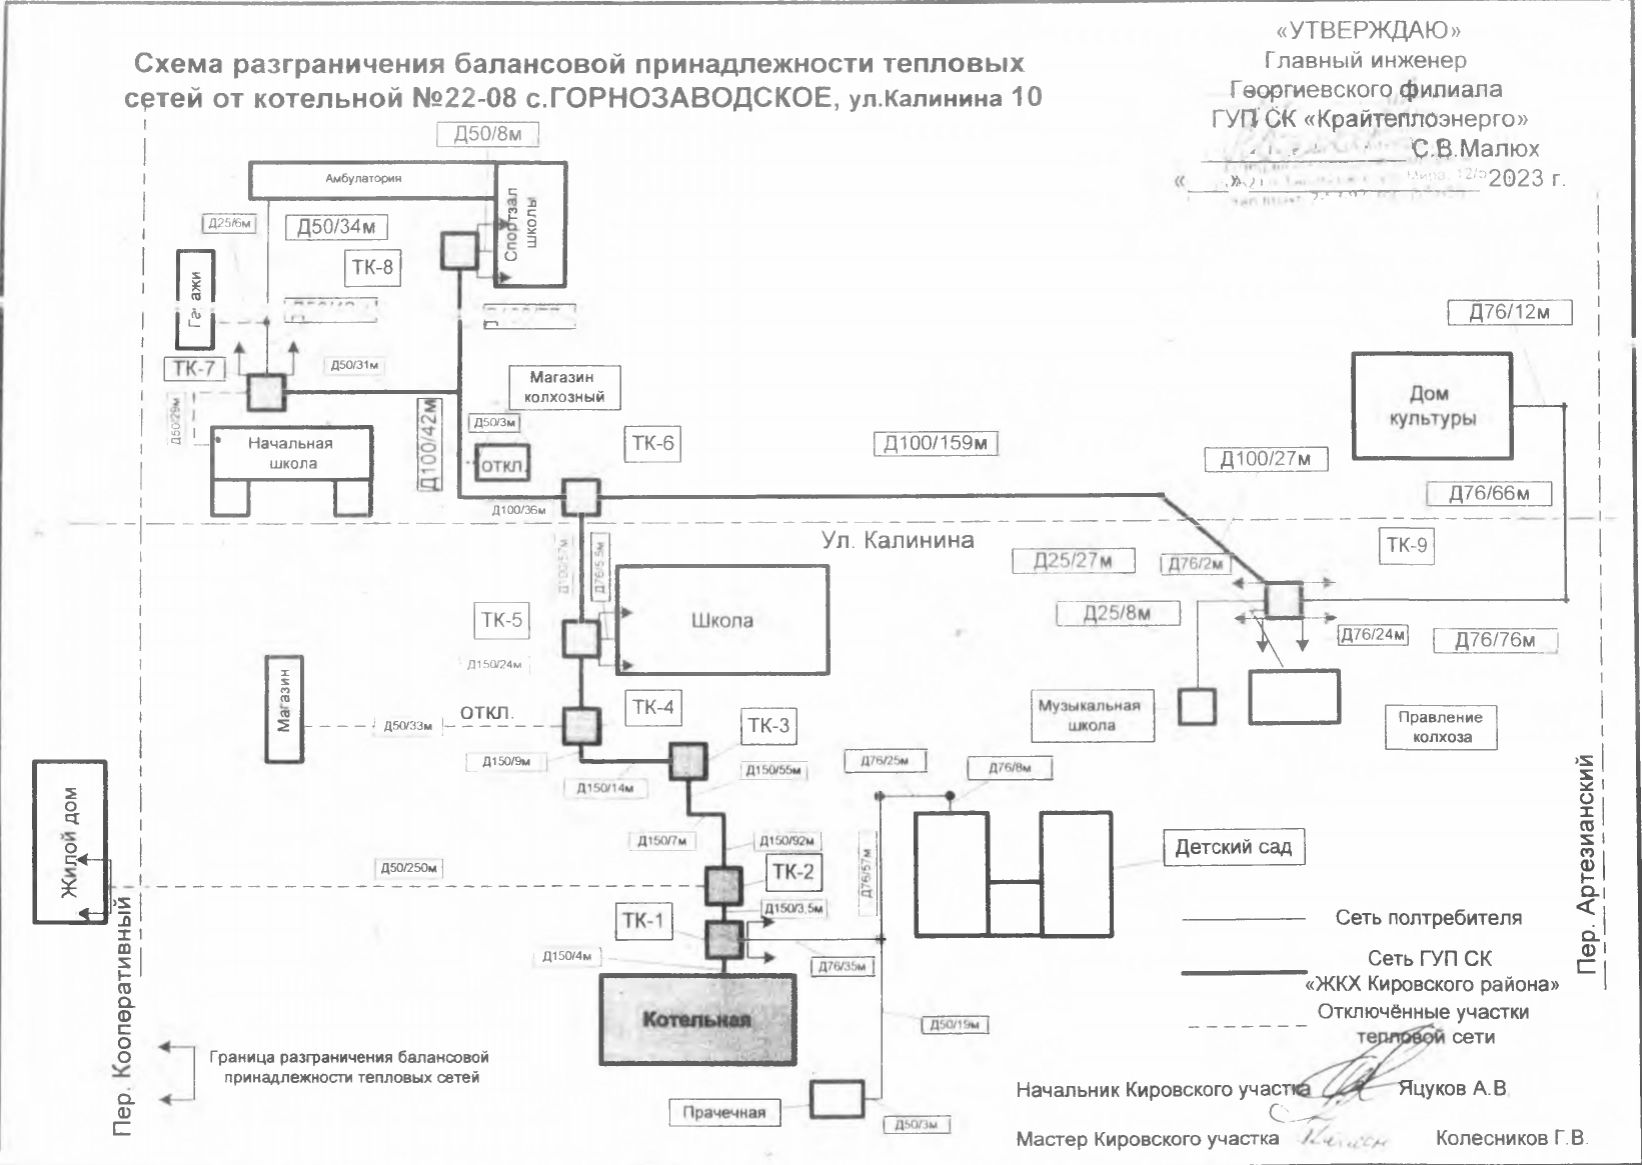 Схема разграничения балансовой принадлежности тепловых
сетей от котельной №22-08 с.ГОРНОЗАВОДСКОЕ, ул.Калинина 10
«УТВЕРЖДАЮ»
Главный инженер
Георгиевского филиала
ГУП СК «Крайтеплоэнерго»
С.В.Малюх
« » 2023 г.
Д50/8м
Амбулатория
Спортзал
школы
Д25/6м
Д50/34м
ТК-8
ТК-7
Д50/31м
Д50/29м
Начальная
школа
Д100/42м
Магазин
колхозный
Д50/3м
ОТКЛ.
ТК-6
Д100/36м
Д100/159м
Д100/27м
Д76/12м
Дом
культуры
Д76/66м
Ул. Калинина
ТК-9
Д25/27м
Д76/2м
Д25/8м
Д76/24м
Д76/76м
Музыкальная
школа
Правление
колхоза
Д100/57м
Д76/5,5м
ТК-5
Школа
Д150/24м
Магазин
Д50/33м
ОТКЛ.
ТК-4
ТК-3
Д150/9м
Д150/14м
Д150/55м
Д76/25м
Д76/8м
Жилой дом
Д50/250м
Д150/7м
Д150/92м
ТК-2
Д76/57м
Детский сад
ТК-1
Д150/3,5м
Д150/4м
Д76/35м
Котельная
Д50/19м
Прачечная
Д50/3м
Пер. Кооперативный
Пер. Артезианский
Граница разграничения балансовой
принадлежности тепловых сетей
Сеть полтребителя
Сеть ГУП СК
«ЖКХ Кировского района»
Отключённые участки
тепловой сети
Начальник Кировского участка Яцуков А.В
Мастер Кировского участка Колесников Г.В.